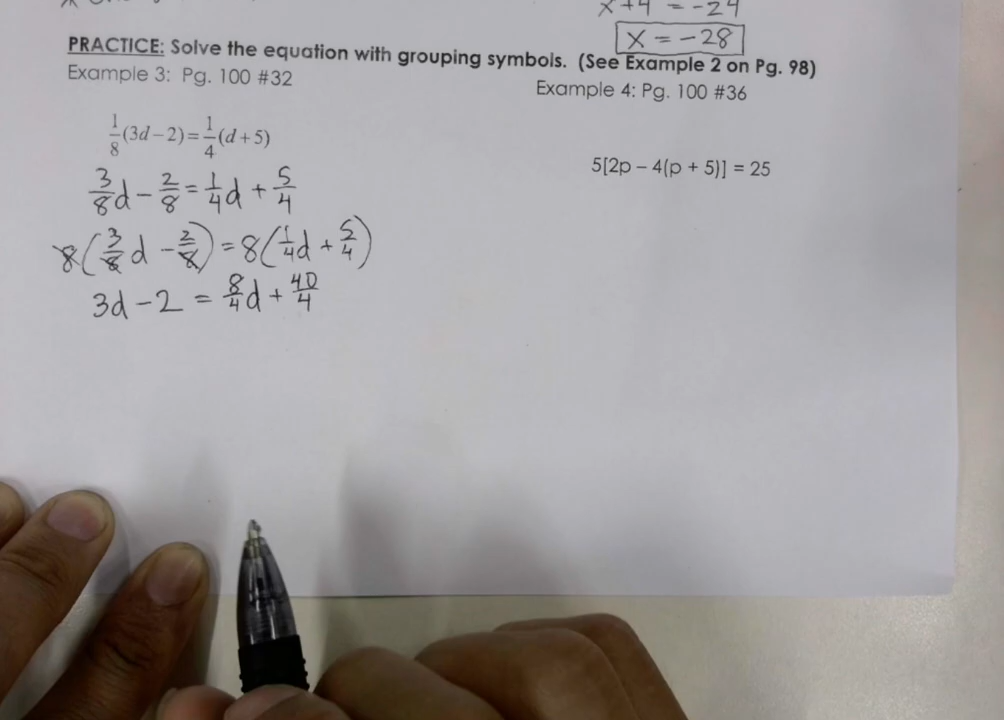 x + 4 = -24
x = -28
PRACTICE: Solve the equation with grouping symbols. (See Example 2 on Pg. 98)
Example 3: Pg. 100 #32
1/8(3d – 2) = 1/4(d + 5)
3/8d - 2/8 = 1/4d + 5/4
8(3/8d - 2/8) = 8(1/4d + 5/4)
3d - 2 = 8/4d + 40/4
Example 4: Pg. 100 #36
5[2p – 4(p + 5)] = 25